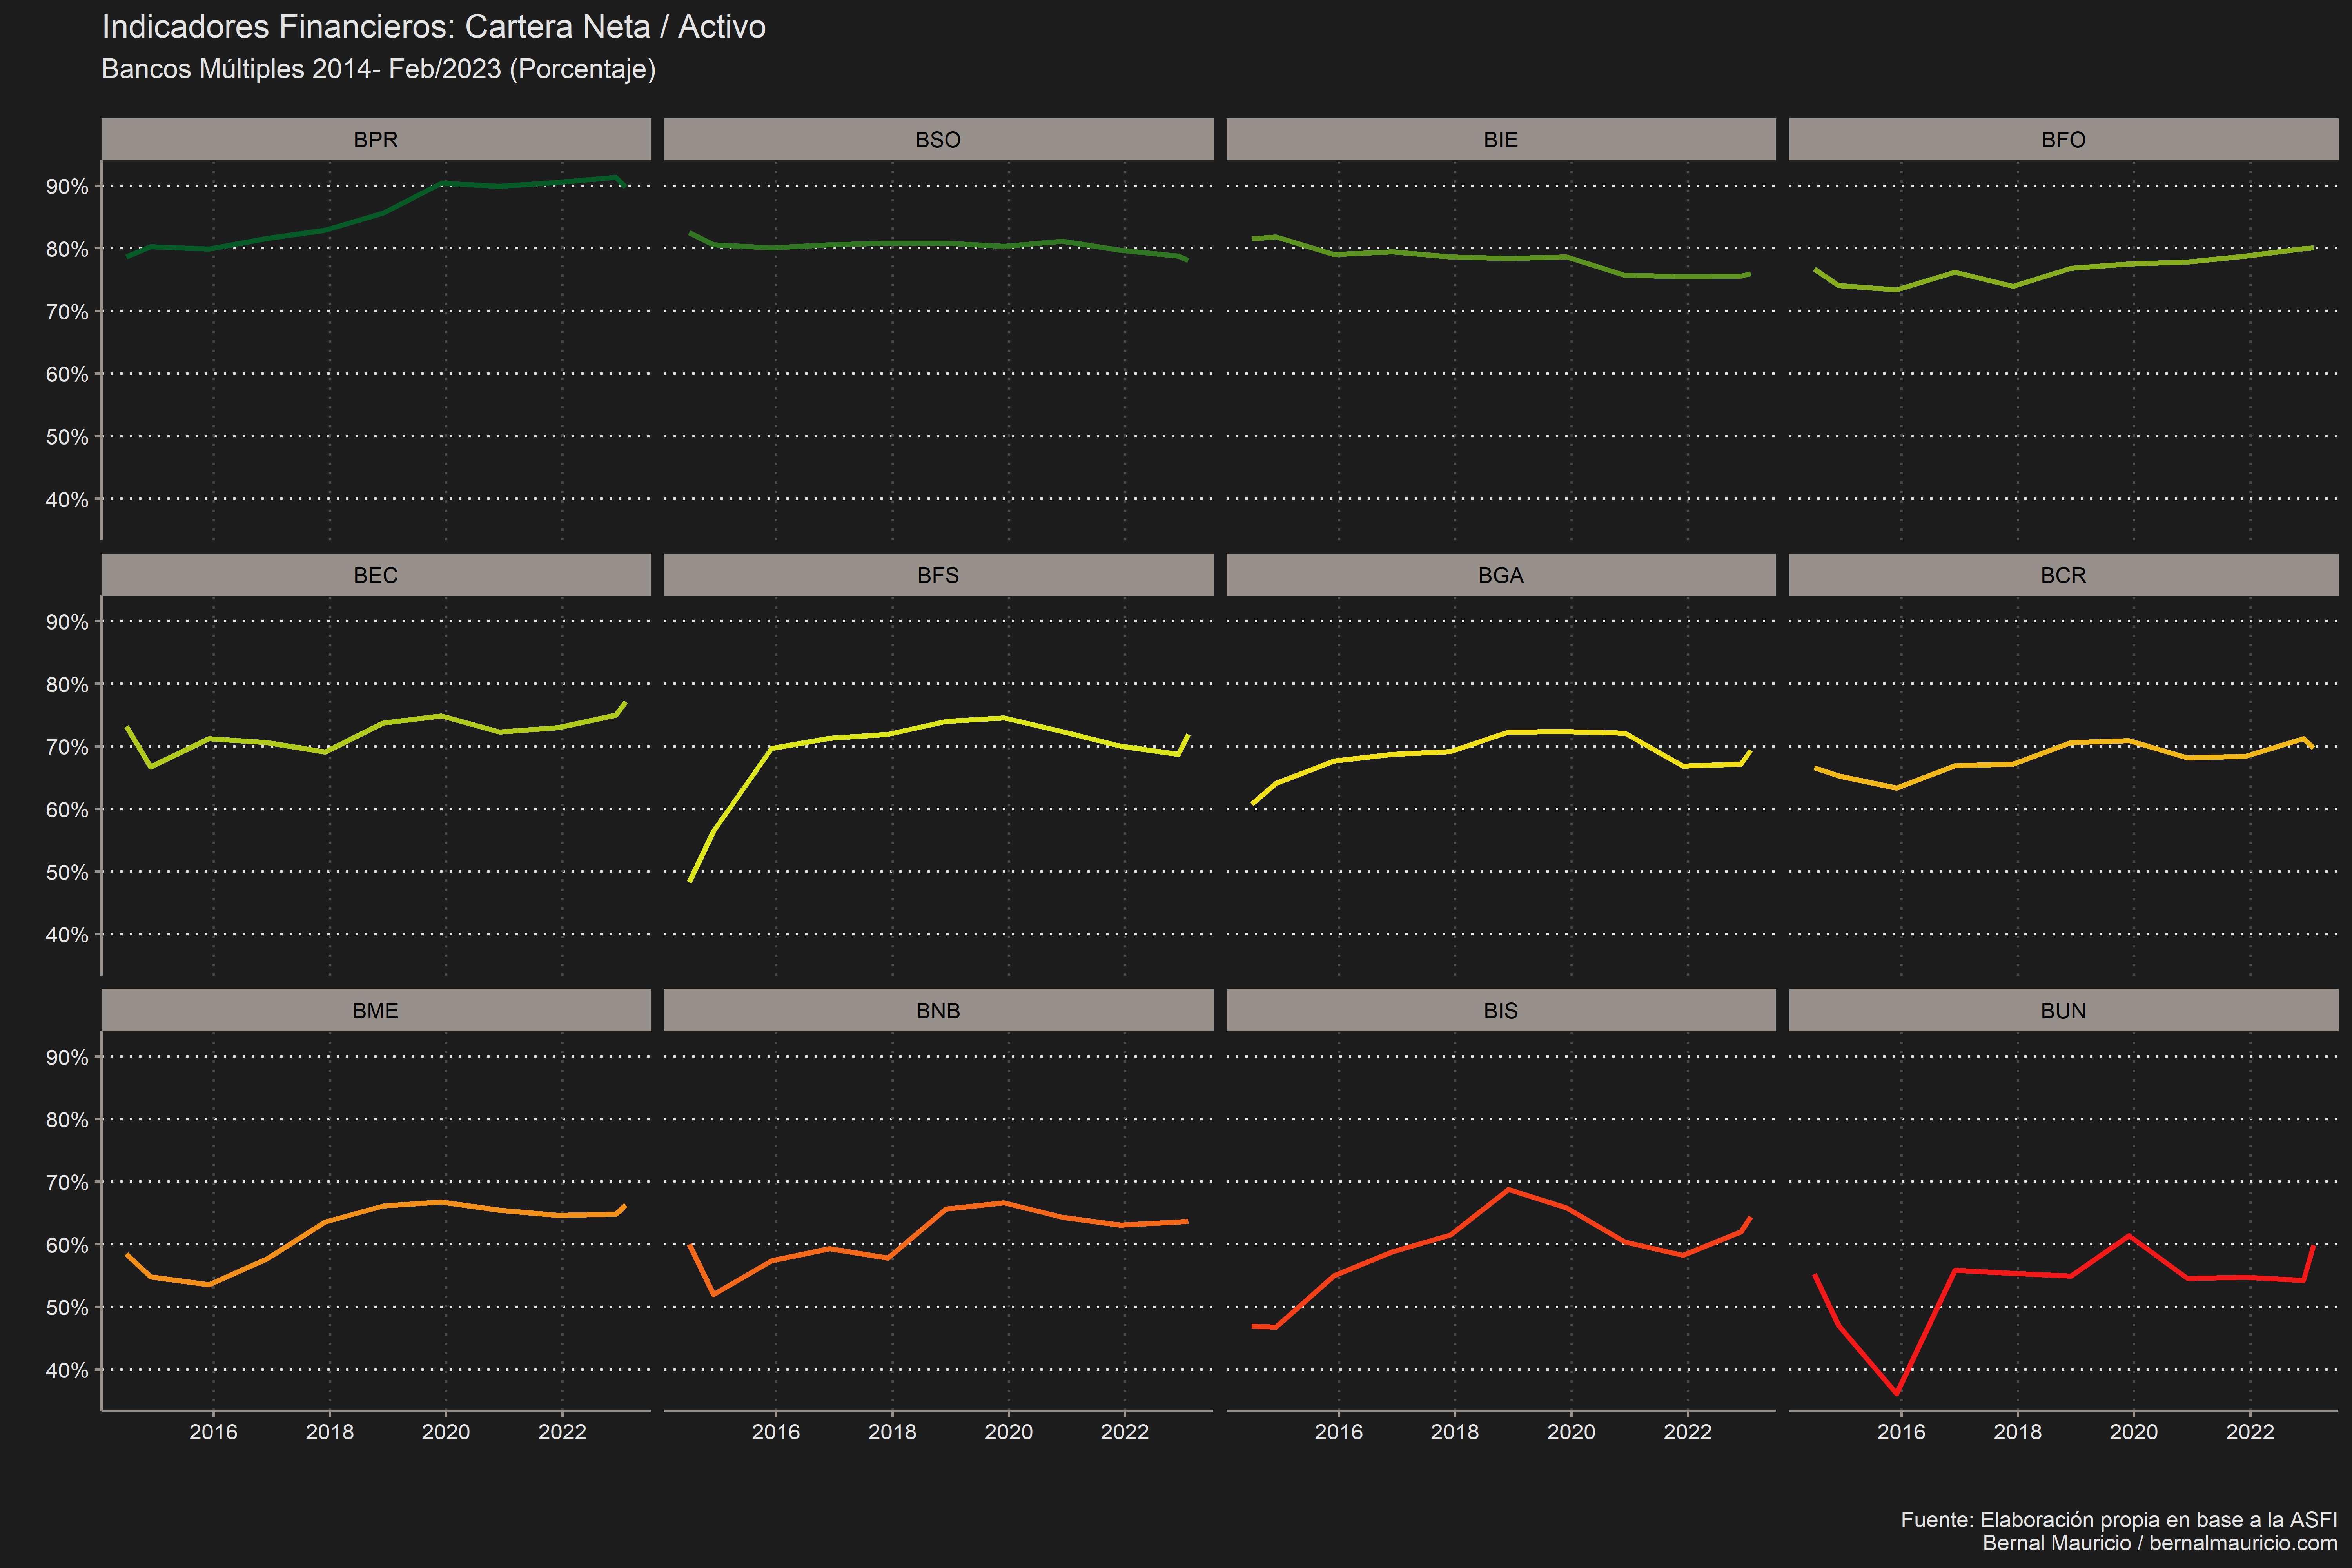 Indicadores Financieros: Cartera Neta / Activo
Bancos Múltiples 2014- Feb/2023 (Porcentaje)
BPR BSO BIE BFO
90%
80%
70%
60%
50%
40%
BEC BFS BGA BCR
90%
80%
70%
60%
50%
40%
BME BNB BIS BUN
90%
80%
70%
60%
50%
40%
2016 2018 2020 2022 2016 2018 2020 2022 2016 2018 2020 2022 2016 2018 2020 2022
Fuente: Elaboración propia en base a la ASFI
Bernal Mauricio / bernalmauricio.com